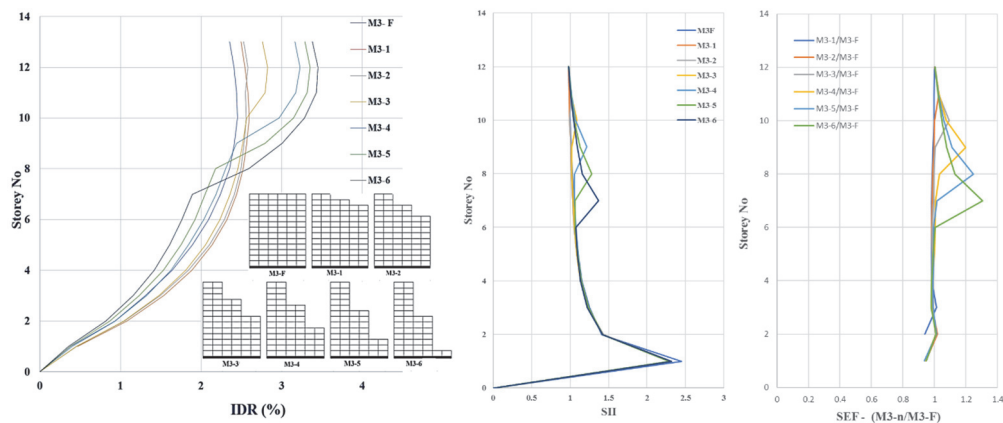 14
12
10
8
6
4
2
0
Storey No
0
1
2
3
4
IDR (%)
M3- F
M3-1
M3-2
M3-3
M3-4
M3-5
M3-6
M3-F
M3-1
M3-2
M3-3
M3-4
M3-5
M3-6
14
12
10
8
6
4
2
0
Storey No
0
0.5
1
1.5
2
2.5
3
SII
M3F
M3-1
M3-2
M3-3
M3-4
M3-5
M3-6
14
12
10
8
6
4
2
0
Storey No
0
0.2
0.4
0.6
0.8
1
1.2
1.4
SEF - (M3-n/M3-F)
M3-1/M3-F
M3-2/M3-F
M3-3/M3-F
M3-4/M3-F
M3-5/M3-F
M3-6/M3-F